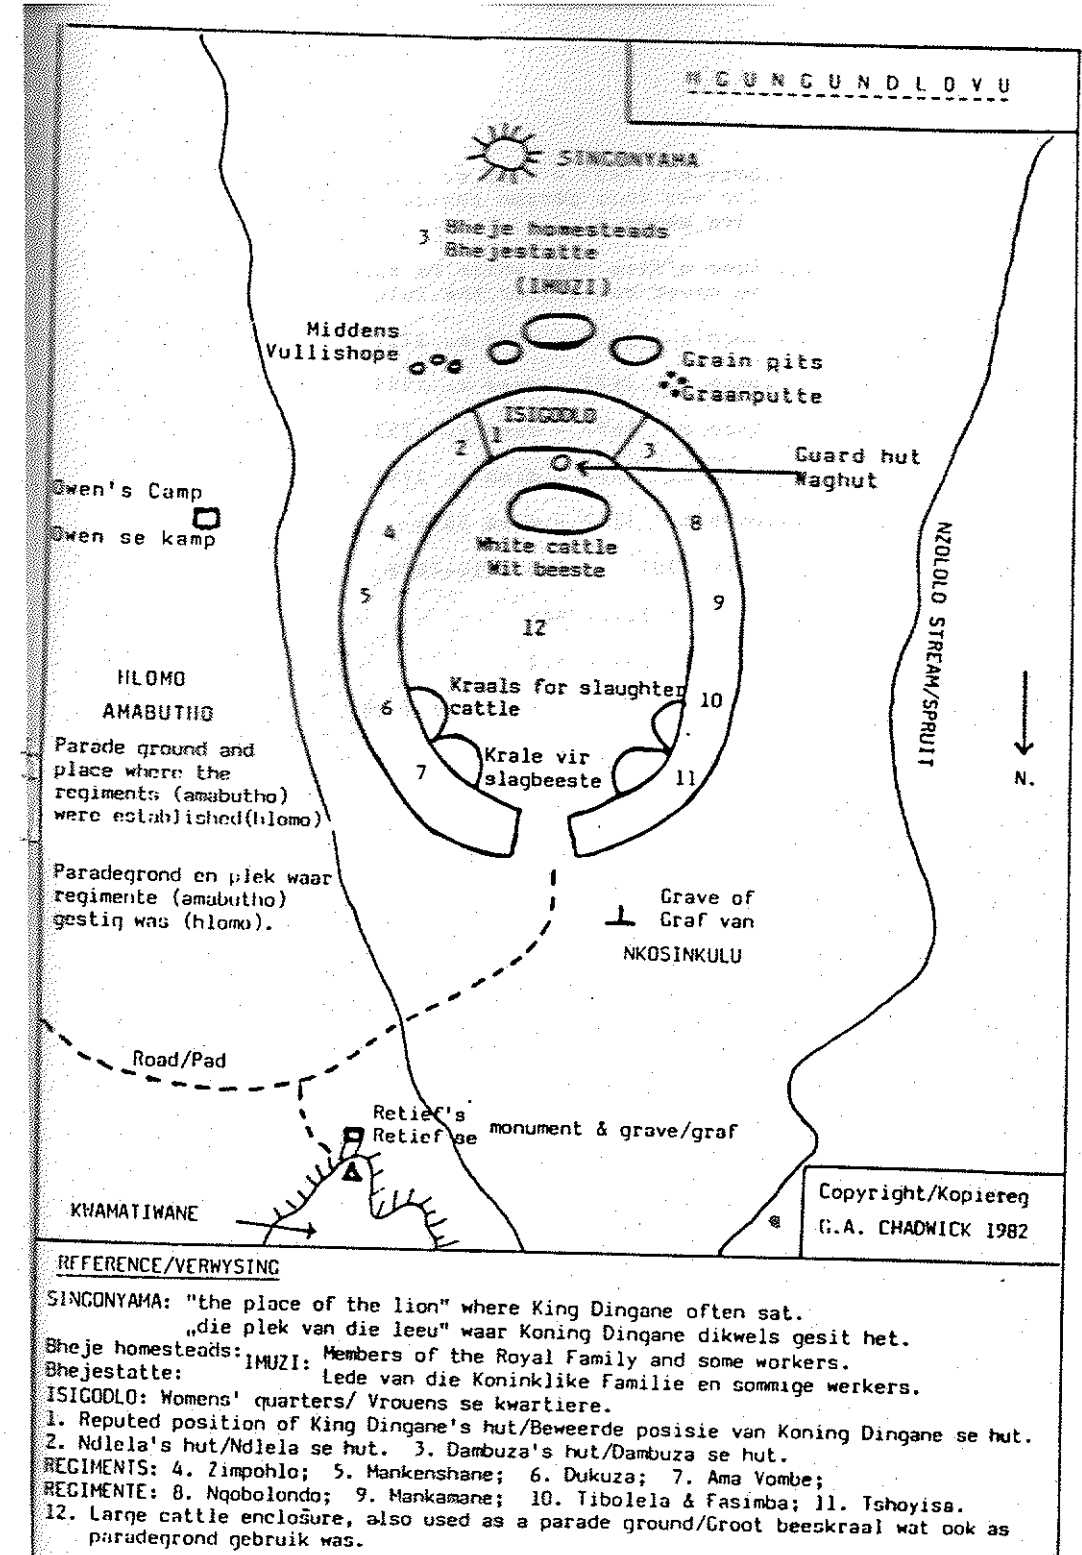 M G U N G U N D L O V U
SINGONYAMA
3 Bheje homesteads
Bhejestatte
(IMUZI)
Middens
Vullishope
Grain pits
Graanputte
ISIGODLO
1
2
3
Guard hut
Waghut
Owen's Camp
Owen se kamp
White cattle
Wit beeste
4
8
5
9
12
NZOLOLO STREAM/SPRUIT
HLOMO
AMABUTHO
Parade ground and
place where the
regiments (amabutho)
were established(hlomo)
Paradegrond en plek waar
regimente (amabutho)
gestig was (hlomo).
Kraals for slaughter
cattle
6
10
Krale vir
slagbeeste
7
11
N.
Grave of
Graf van
NKOSINKULU
Road/Pad
Retief's
Retief se
monument & grave/graf
KWAMATIWANE
Copyright/Kopiereg
G.A. CHADWICK 1982
REFERENCE/VERWYSING
SINGONYAMA: "the place of the lion" where King Dingane often sat.
„die plek van die leeu" waar Koning Dingane dikwels gesit het.
Bheje homesteads: IMUZI: Members of the Royal Family and some workers.
Bhejestatte: Lede van die Koninklike Familie en sommige werkers.
ISIGODLO: Womens' quarters/ Vrouens se kwartiere.
1. Reputed position of King Dingane's hut/Beweerde posisie van Koning Dingane se hut.
2. Ndlela's hut/Ndlela se hut. 3. Dambuza's hut/Dambuza se hut.
REGIMENTS: 4. Zimpohlo; 5. Mankenshane; 6. Dukuza; 7. Ama Vombe;
REGIMENTE: 8. Nqobolondo; 9. Mankamane; 10. Tibolela & Fasimba; 11. Tshoyisa.
12. Large cattle enclosure, also used as a parade ground/Groot beeskraal wat ook as
paradegrond gebruik was.